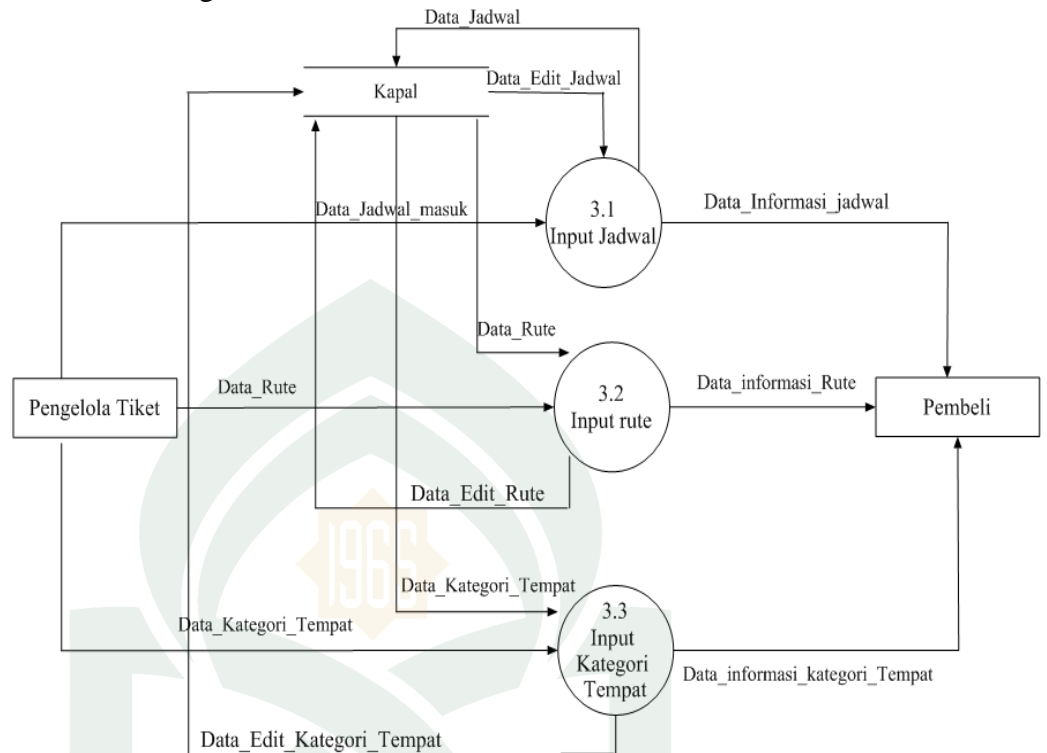 Data_Jadwal
Kapal
Data_Edit_Jadwal
3.1
Input Jadwal
Data_Jadwal_masuk
Data_Informasi_jadwal
Data_Rute
Pengelola Tiket
Data_Rute
3.2
Input rute
Data_informasi_Rute
Pembeli
Data_Edit_Rute
1965
Data_Kategori_Tempat
Data_Kategori_Tempat
3.3
Input
Kategori
Tempat
Data_informasi_kategori_Tempat
Data_Edit_Kategori_Tempat